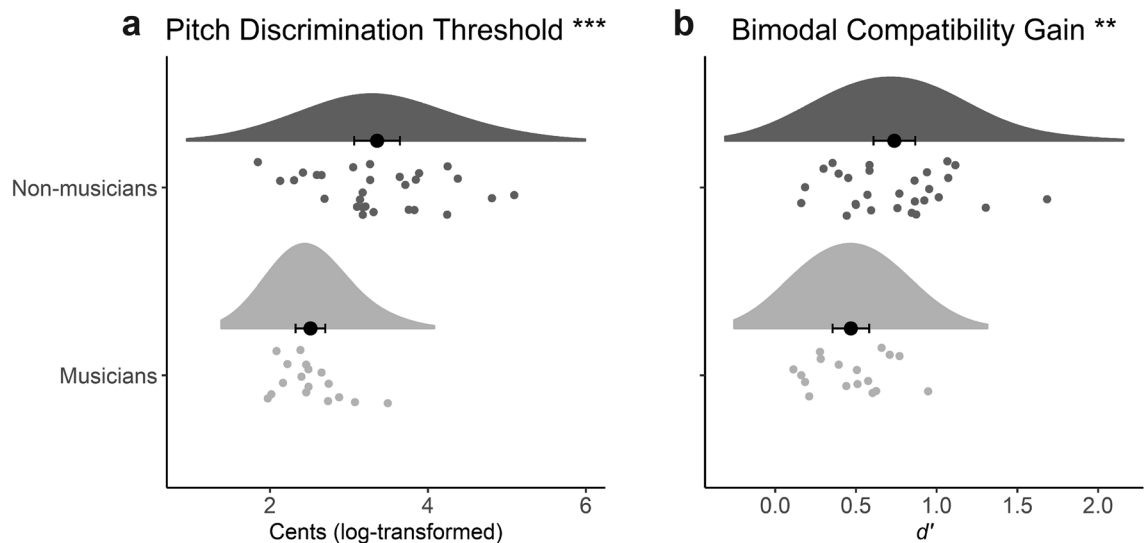 a Pitch Discrimination Threshold ***
b Bimodal Compatibility Gain **
Non-musicians
Musicians
2 4 6
Cents (log-transformed)
0.0 0.5 1.0 1.5 2.0
d'